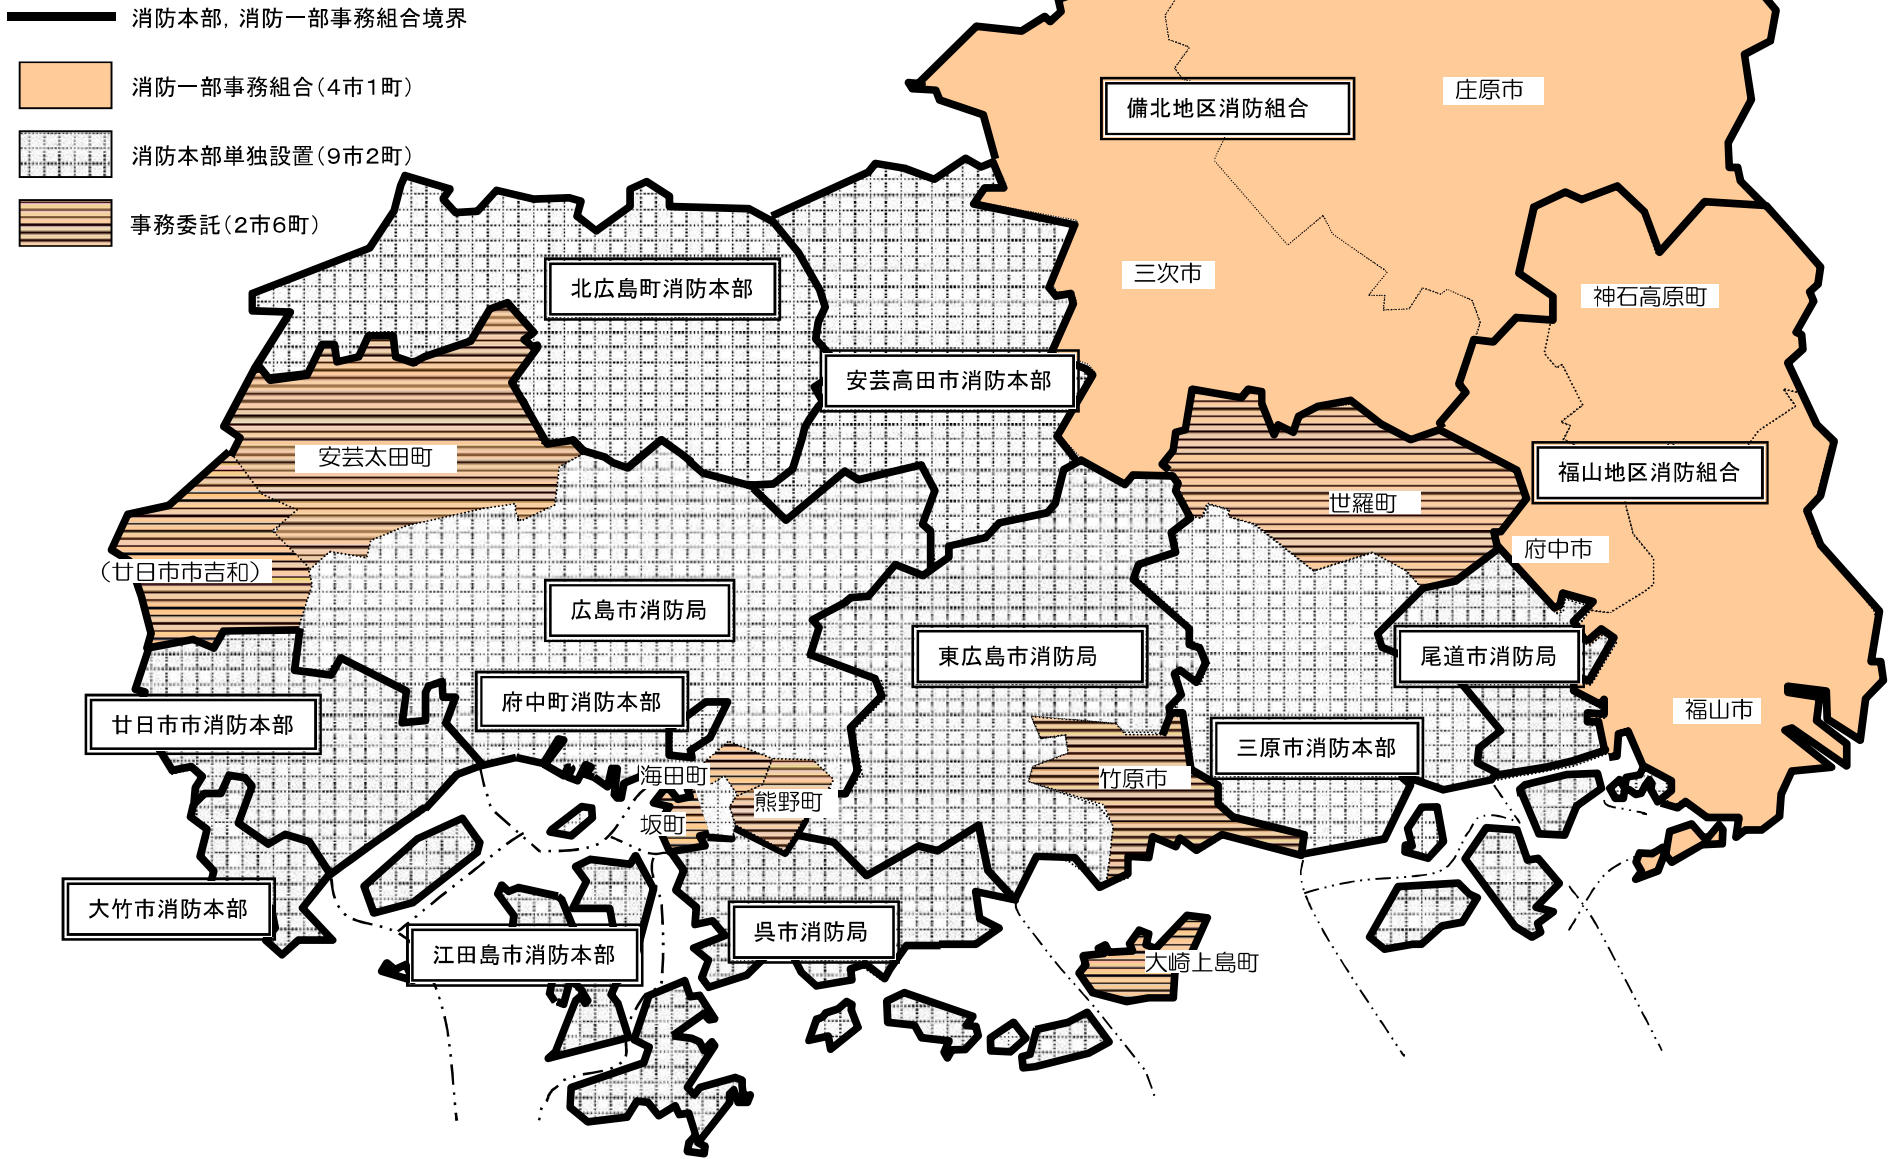 消防本部，消防一部事務組合境界
消防一部事務組合（4市1町）
消防本部単独設置（9市2町）
事務委託（2市6町）
備北地区消防組合
庄原市
三次市
神石高原町
北広島町消防本部
安芸高田市消防本部
安芸太田町
福山地区消防組合
世羅町
府中市
（廿日市市吉和）
広島市消防局
東広島市消防局
尾道市消防局
府中町消防本部
福山市
廿日市市消防本部
三原市消防本部
海田町
竹原市
熊野町
坂町
大竹市消防本部
呉市消防局
江田島市消防本部
大崎上島町